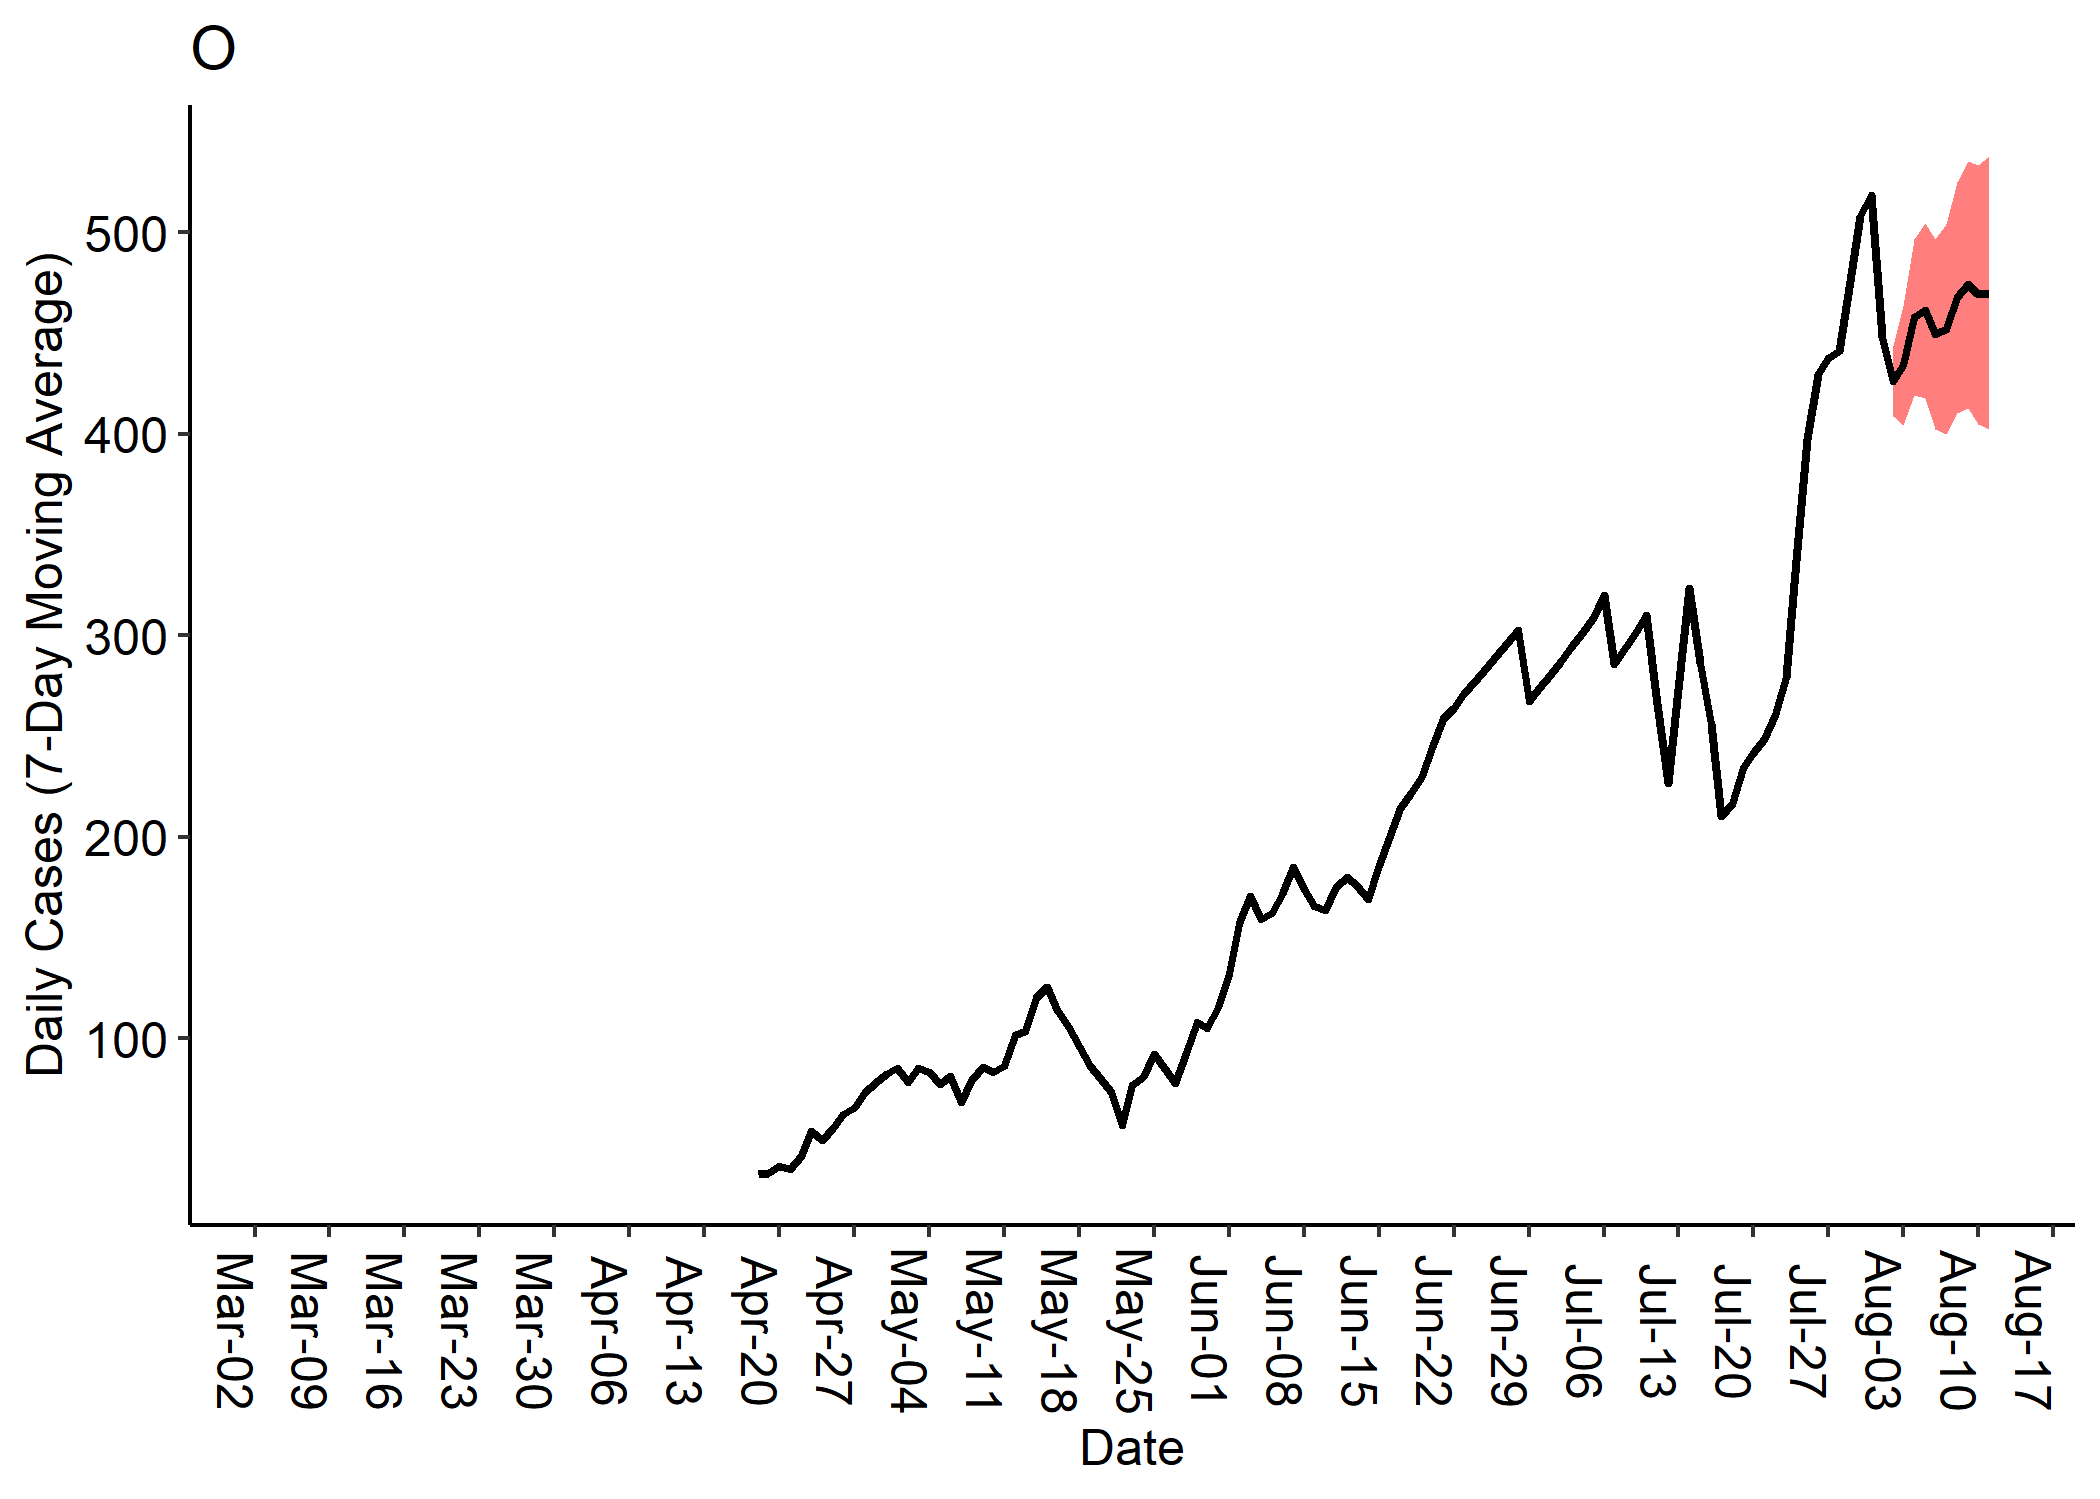 O
Daily Cases (7-Day Moving Average)
500
400
300
200
100
Mar-02
Mar-09
Mar-16
Mar-23
Mar-30
Apr-06
Apr-13
Apr-20
Apr-27
May-04
May-11
May-18
May-25
Jun-01
Jun-08
Jun-15
Jun-22
Jun-29
Jul-06
Jul-13
Jul-20
Jul-27
Aug-03
Aug-10
Aug-17
Date